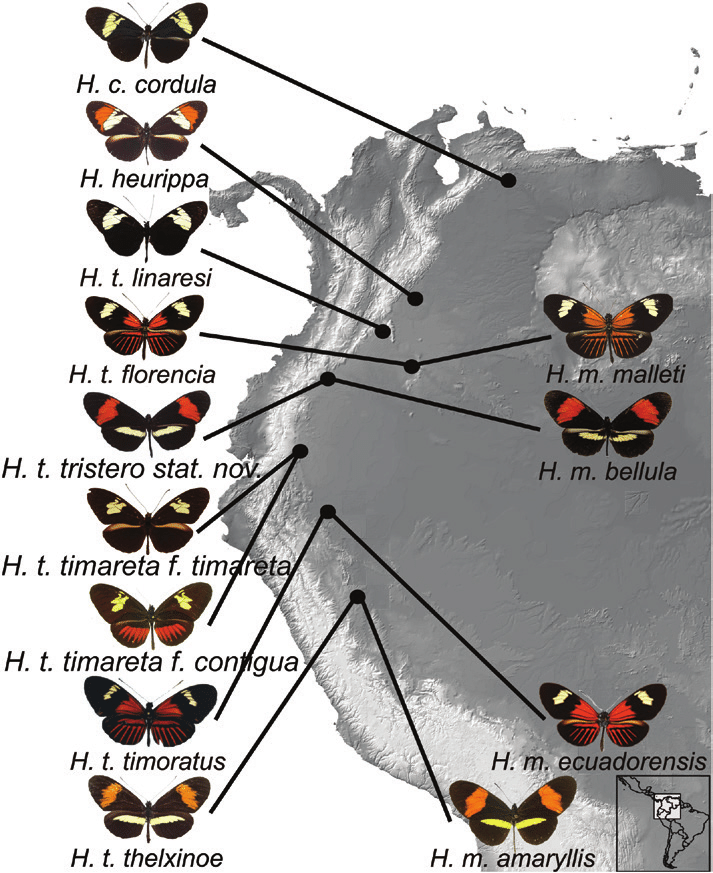 H. c. cordula
H. heurippa
H. t. linaresi
H. t. florencia
H. m. malleti
H. t. tristero stat. nov.
H. m. bellula
H. t. timareta f. timareta
H. t. timareta f. contigua
H. t. timoratus
H. m. ecuadorensis
H. t. thelxinoe
H. m. amaryllis